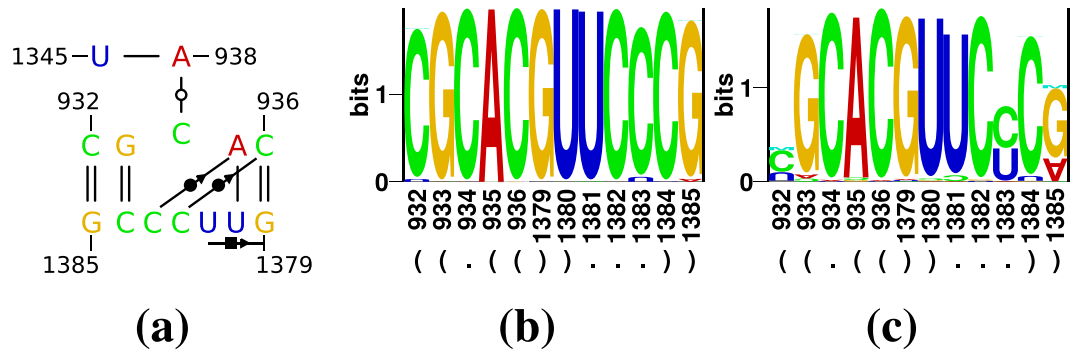 1345 U A 938
932 936
C G C A C
G C C C U U G
1385 1379
(a)
bits
1
0
C G C A C G U U C C C G
932 933 934 935 936 1379 1380 1381 1382 1383 1384 1385
( ( . ( ( ) ) . . . ) )
(b)
bits
1
0
C G C A C G U U C C C G
U A
932 933 934 935 936 1379 1380 1381 1382 1383 1384 1385
( ( . ( ( ) ) . . . ) )
(c)